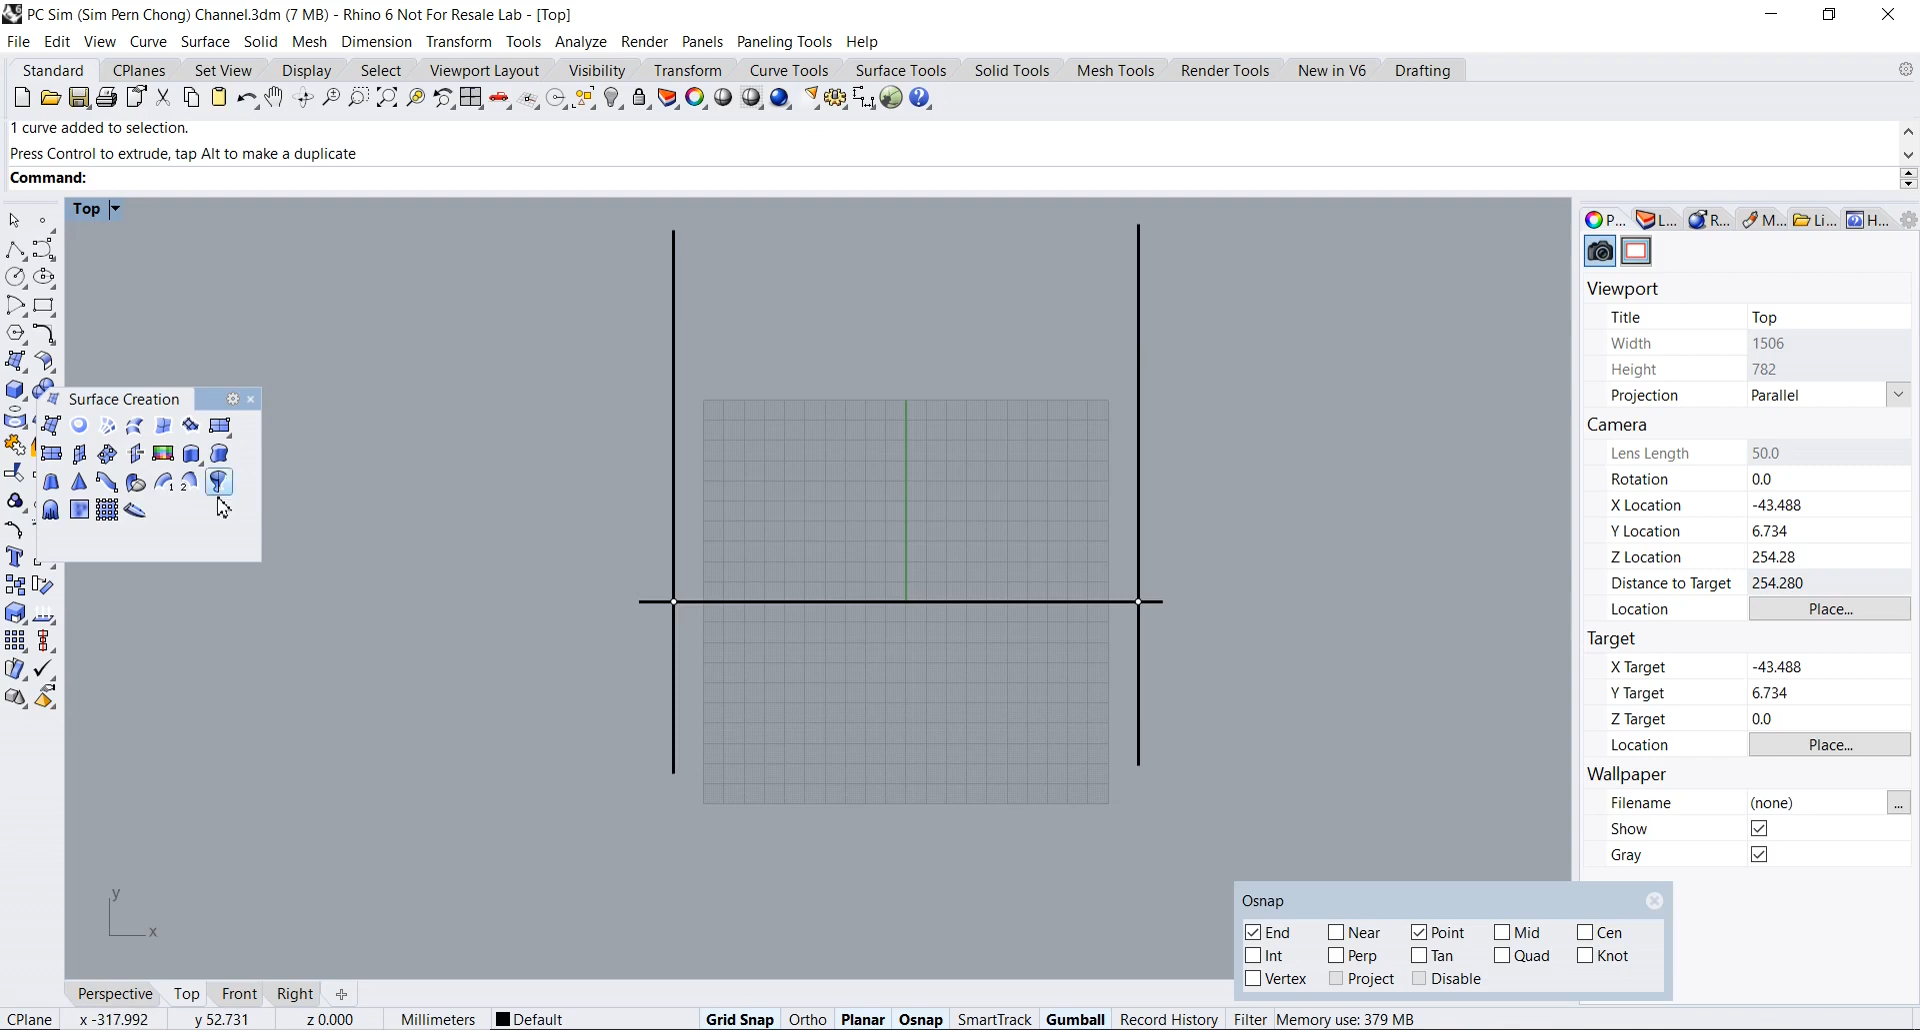 PC Sim (Sim Pern Chong) Channel.3dm (7 MB) - Rhino 6 Not For Resale Lab - [Top]
File Edit View Curve Surface Solid Mesh Dimension Transform Tools Analyze Render Panels Paneling Tools Help
Standard CPlanes Set View Display Select Viewport Layout Visibility Transform Curve Tools Surface Tools Solid Tools Mesh Tools Render Tools New in V6 Drafting
1 curve added to selection.
Press Control to extrude, tap Alt to make a duplicate
Command:
Top
P... L... R... M... Li... H...
Viewport
Title Top
Width 1506
Height 782
Projection Parallel
Camera
Lens Length 50.0
Rotation 0.0
X Location -43.488
Y Location 6.734
Z Location 254.28
Distance to Target 254.280
Location Place...
Target
X Target -43.488
Y Target 6.734
Z Target 0.0
Location Place...
Wallpaper
Filename (none) ...
Show
Gray
Surface Creation
1 2
y
x
Osnap
End Near Point Mid Cen
Int Perp Tan Quad Knot
Vertex Project Disable
Perspective Top Front Right
CPlane x -317.992 y 52.731 z 0.000 Millimeters Default Grid Snap Ortho Planar Osnap SmartTrack Gumball Record History Filter Memory use: 379 MB